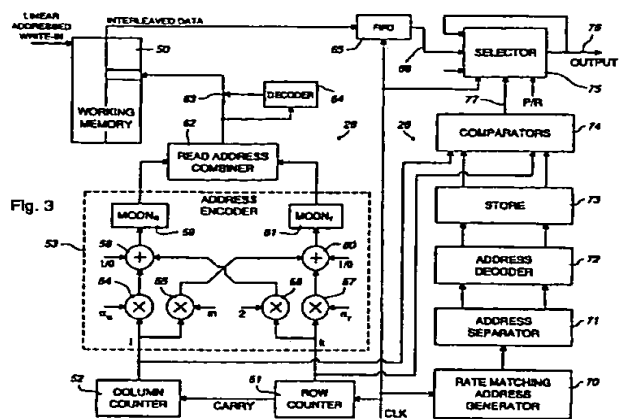 LINEAR
ADDRESSED
WRITE-IN
INTERLEAVED DATA
50
WORKING
MEMORY
FIFO
65
66
SELECTOR
76
OUTPUT
75
77
P/R
63
DECODER
64
62
READ ADDRESS
COMBINER
29
28
COMPARATORS
74
Fig. 3
ADDRESS
ENCODER
53
59
61
STORE
73
58
60
1/0
1/0
ADDRESS
DECODER
72
54
55
m
2
57
ADDRESS
SEPARATOR
71
k
52
COLUMN
COUNTER
CARRY
51
ROW
COUNTER
CLK
RATE MATCHING
ADDRESS
GENERATOR
70